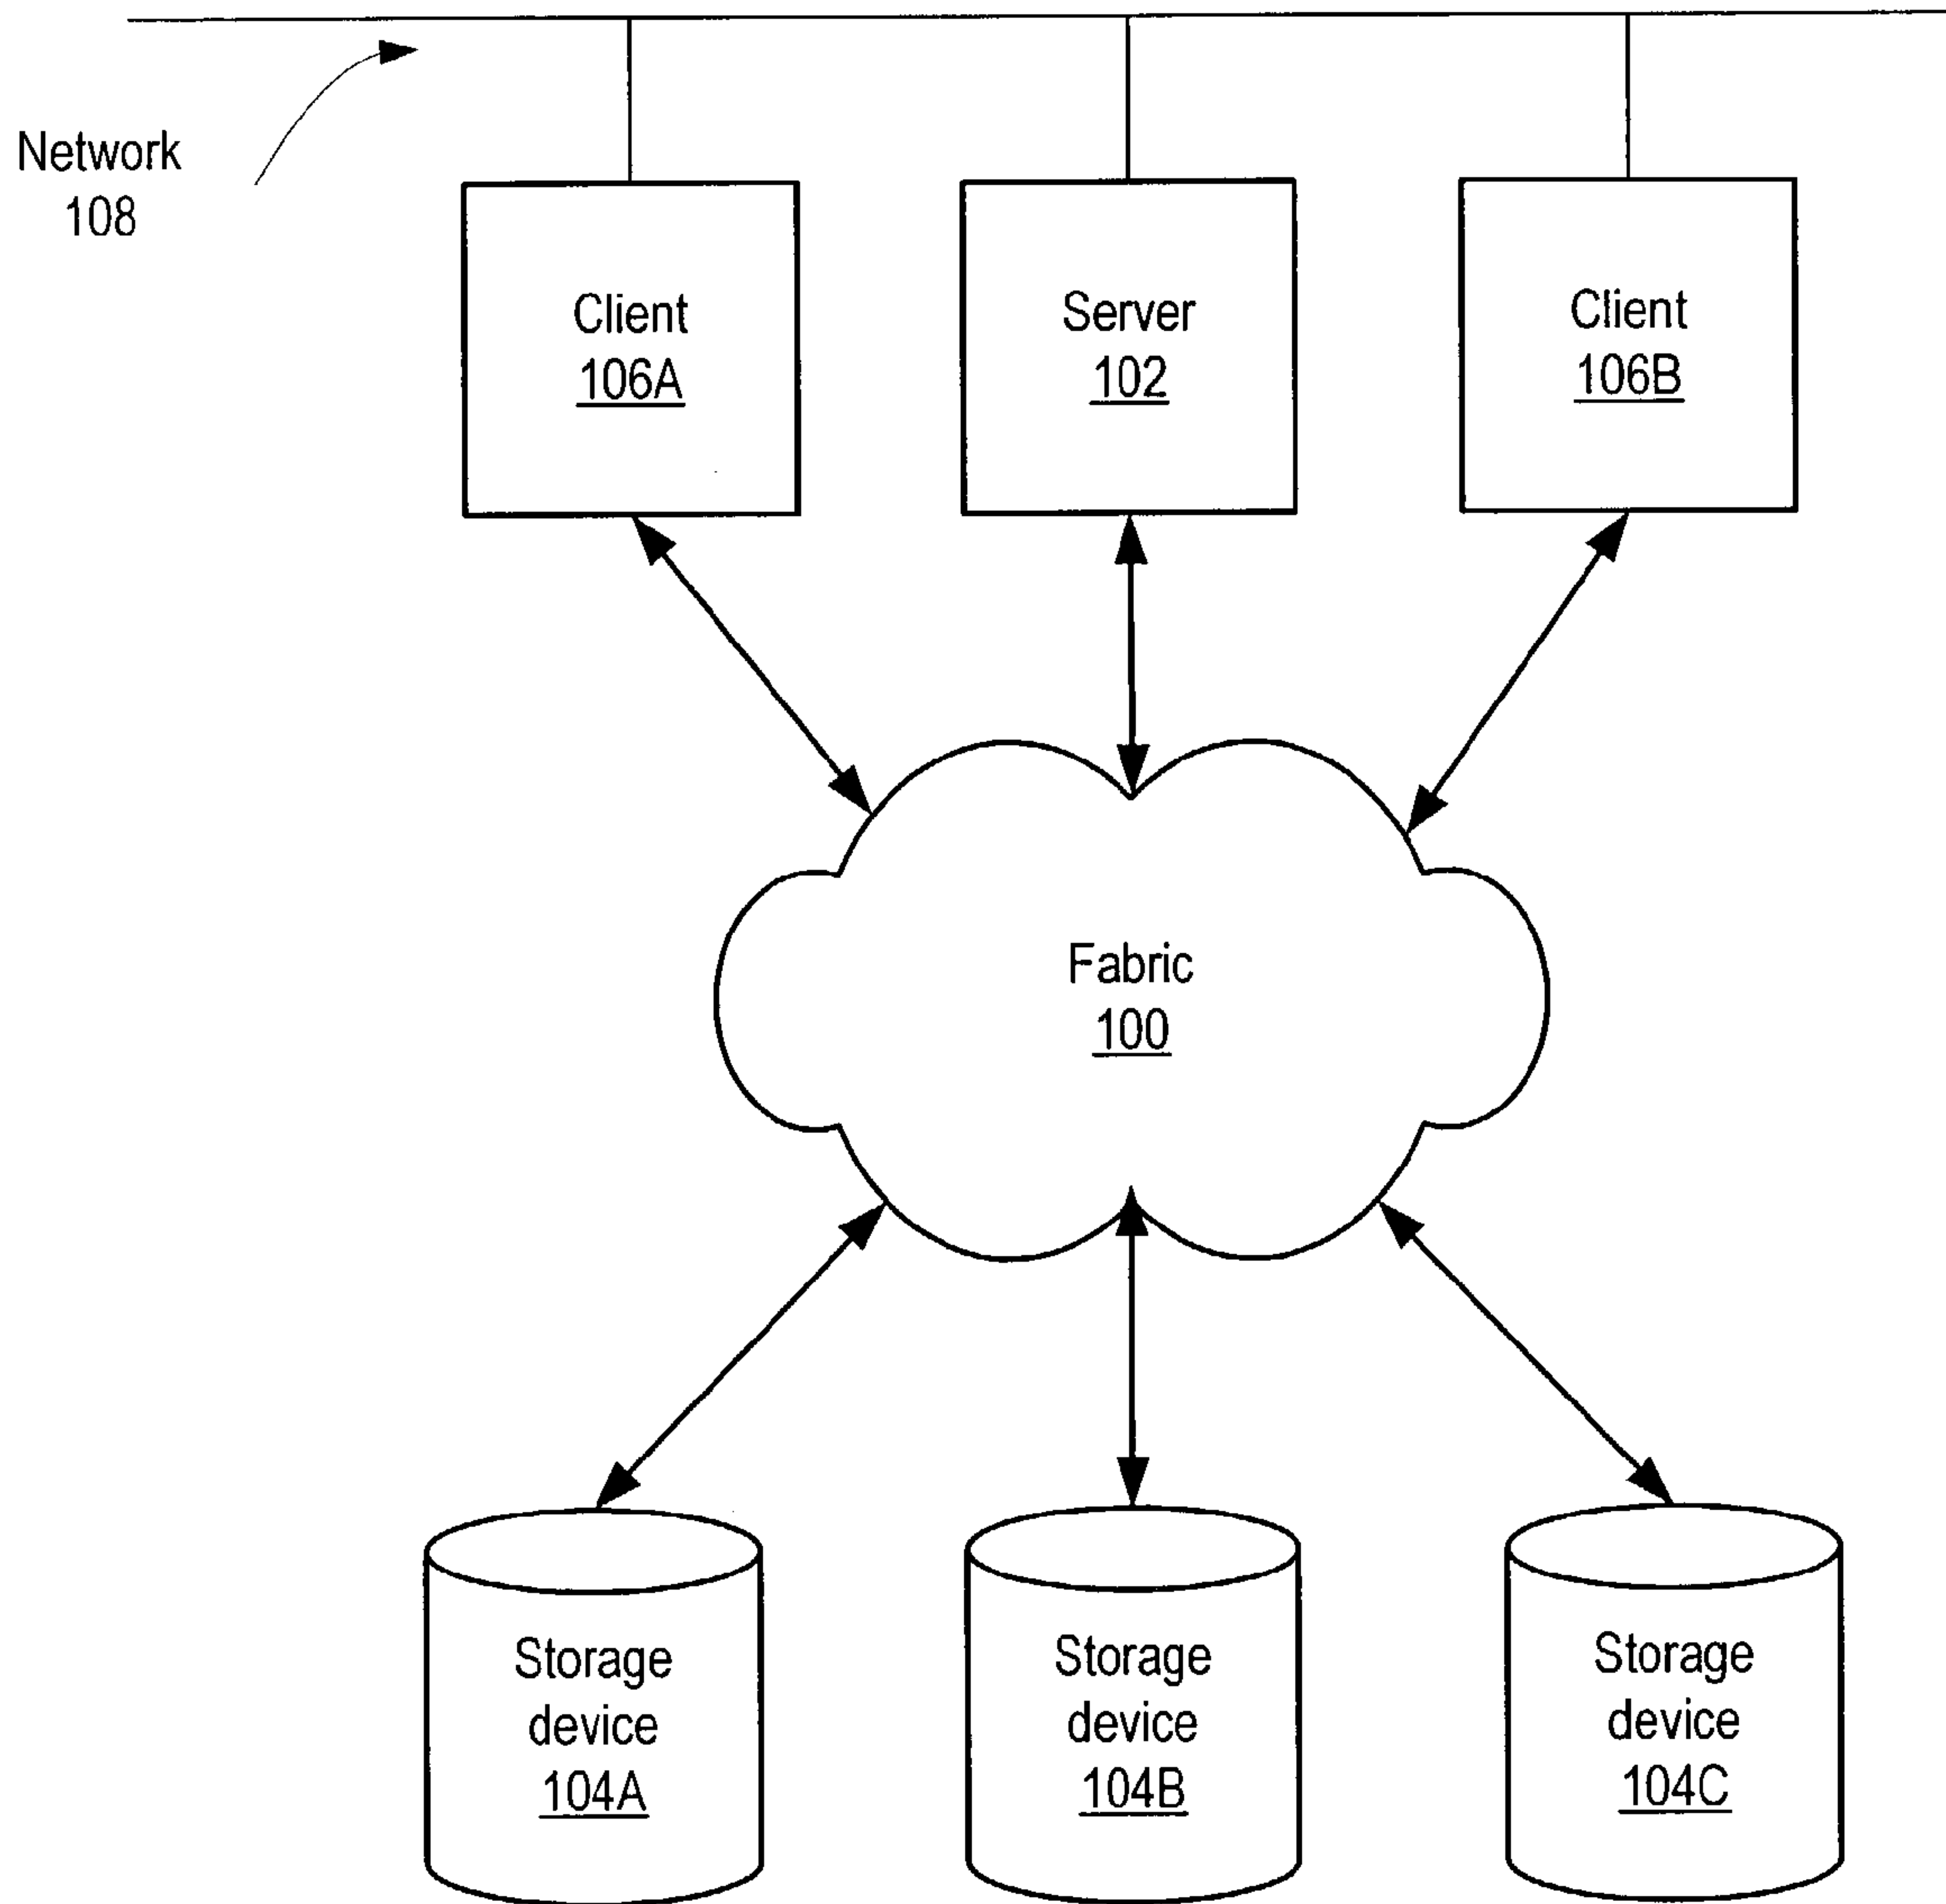 Network
108
Client
106A
Server
102
Client
106B
Fabric
100
Storage
device
104A
Storage
device
104B
Storage
device
104C